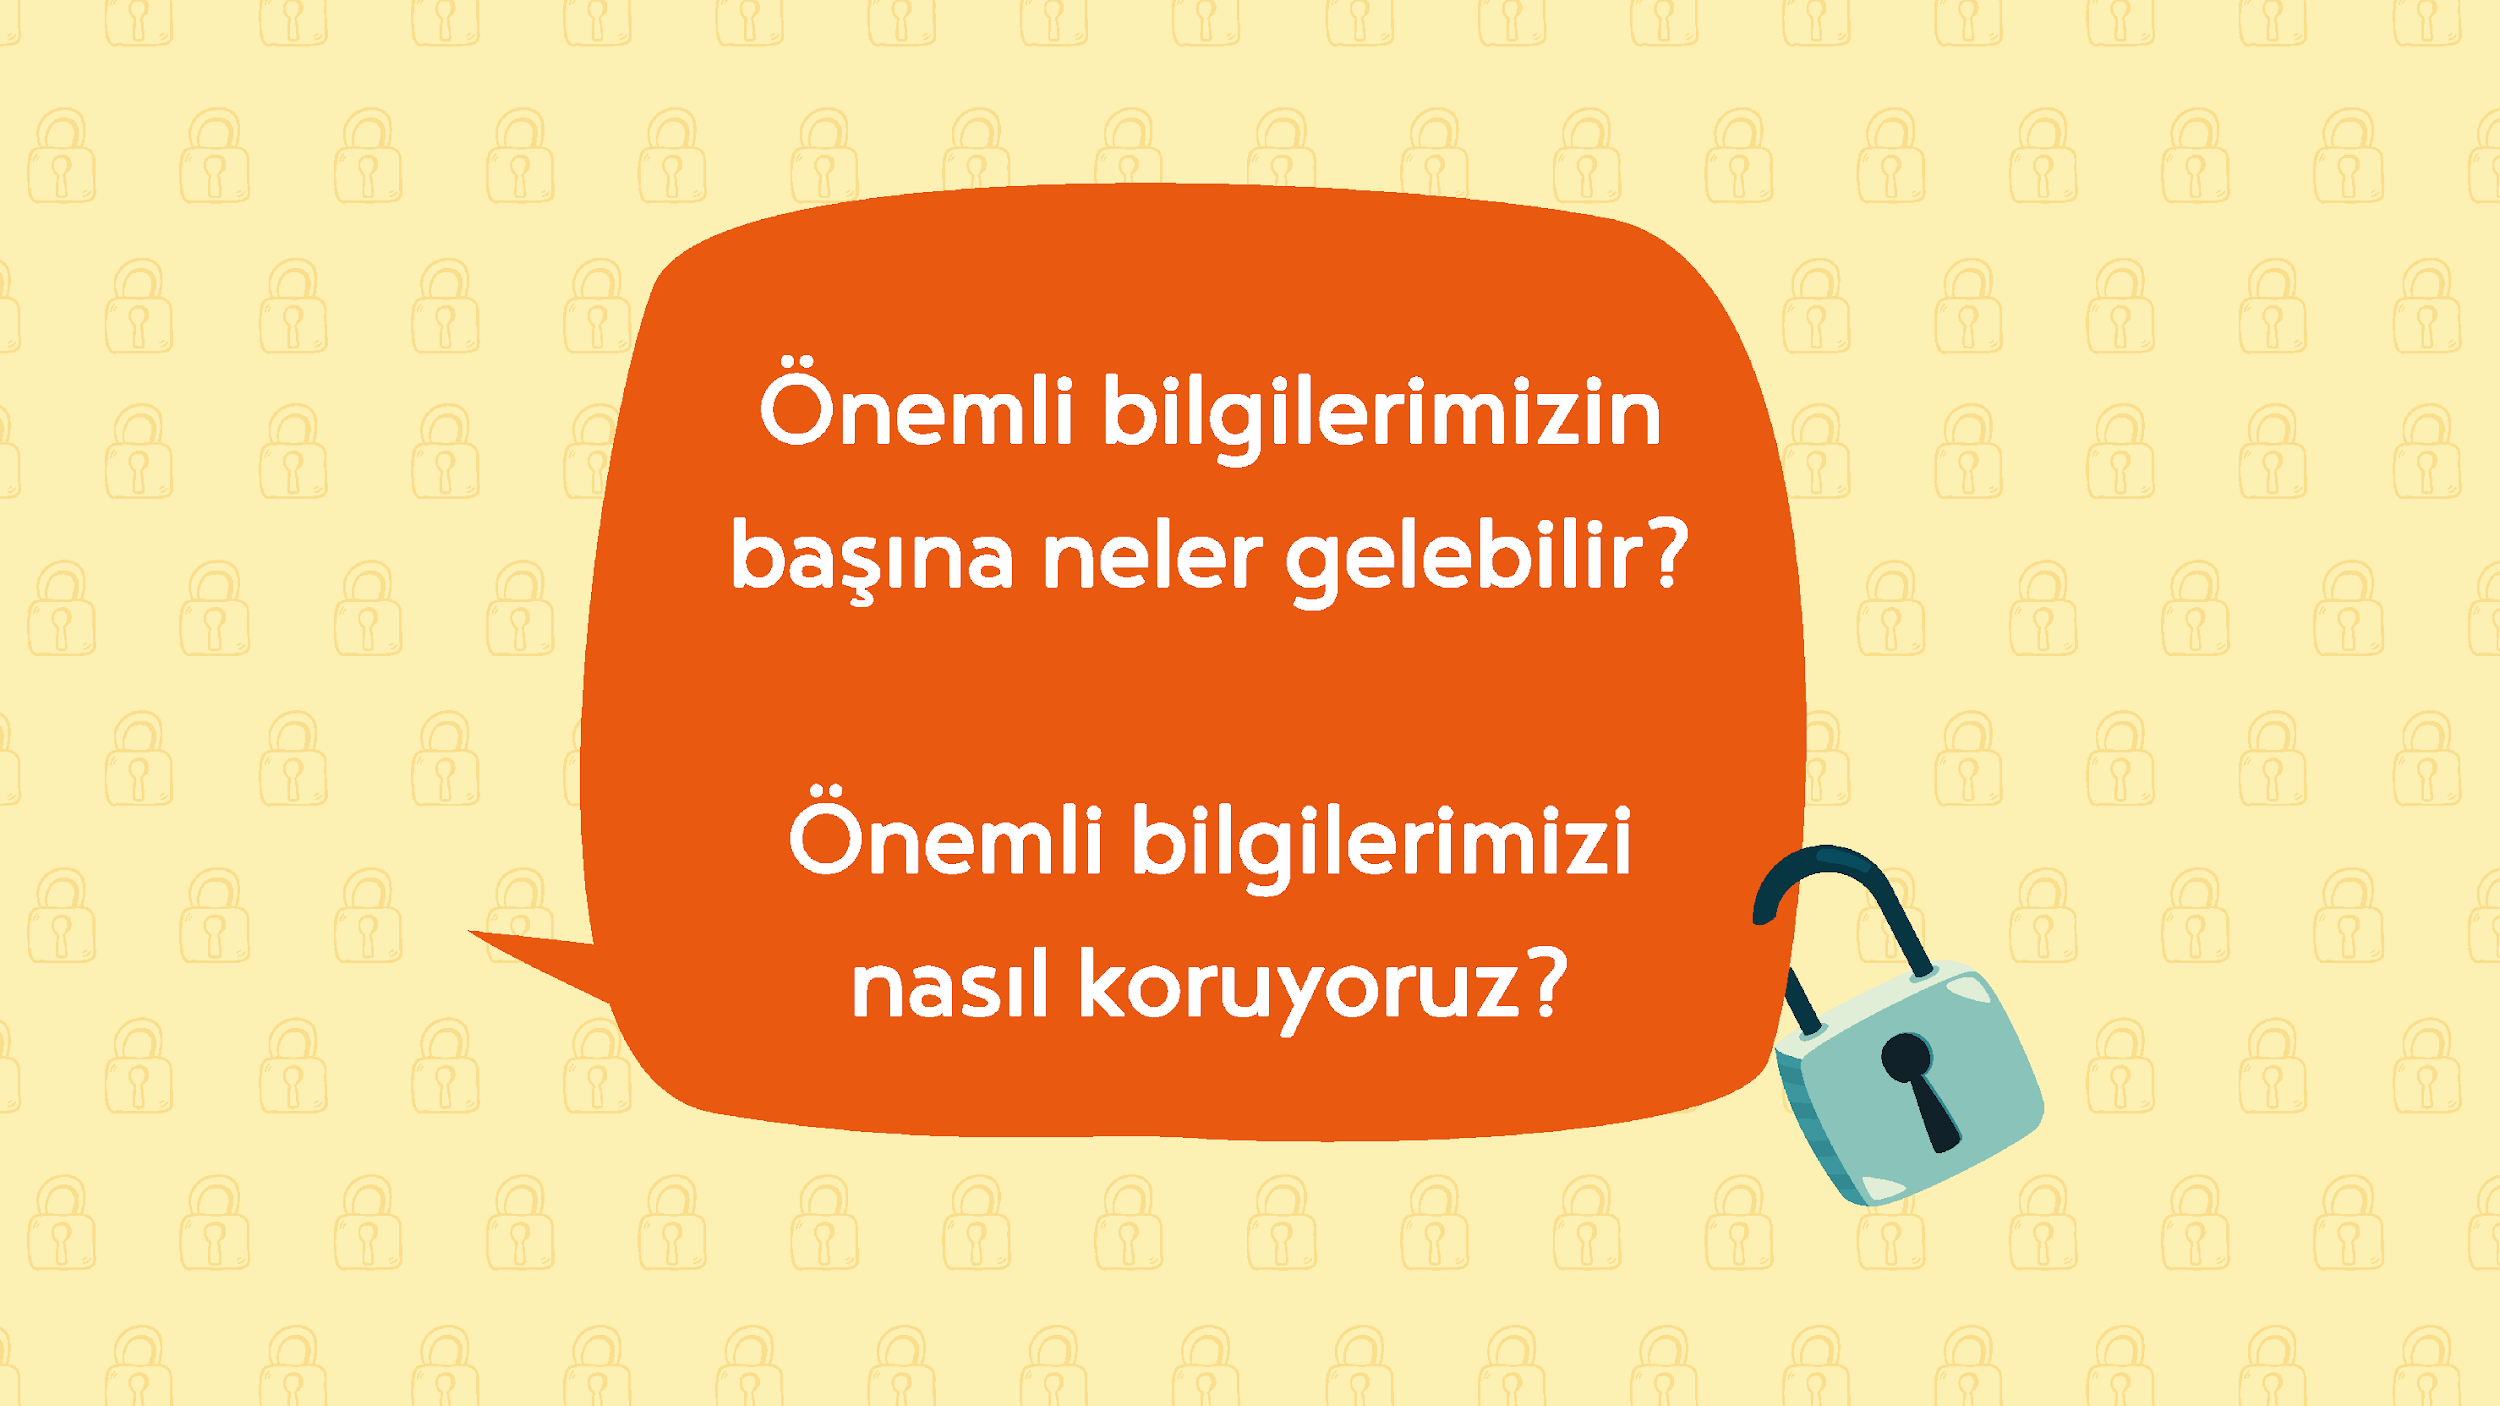 Önemli bilgilerimizin
başına neler gelebilir?
Önemli bilgilerimizi
nasıl koruyoruz?